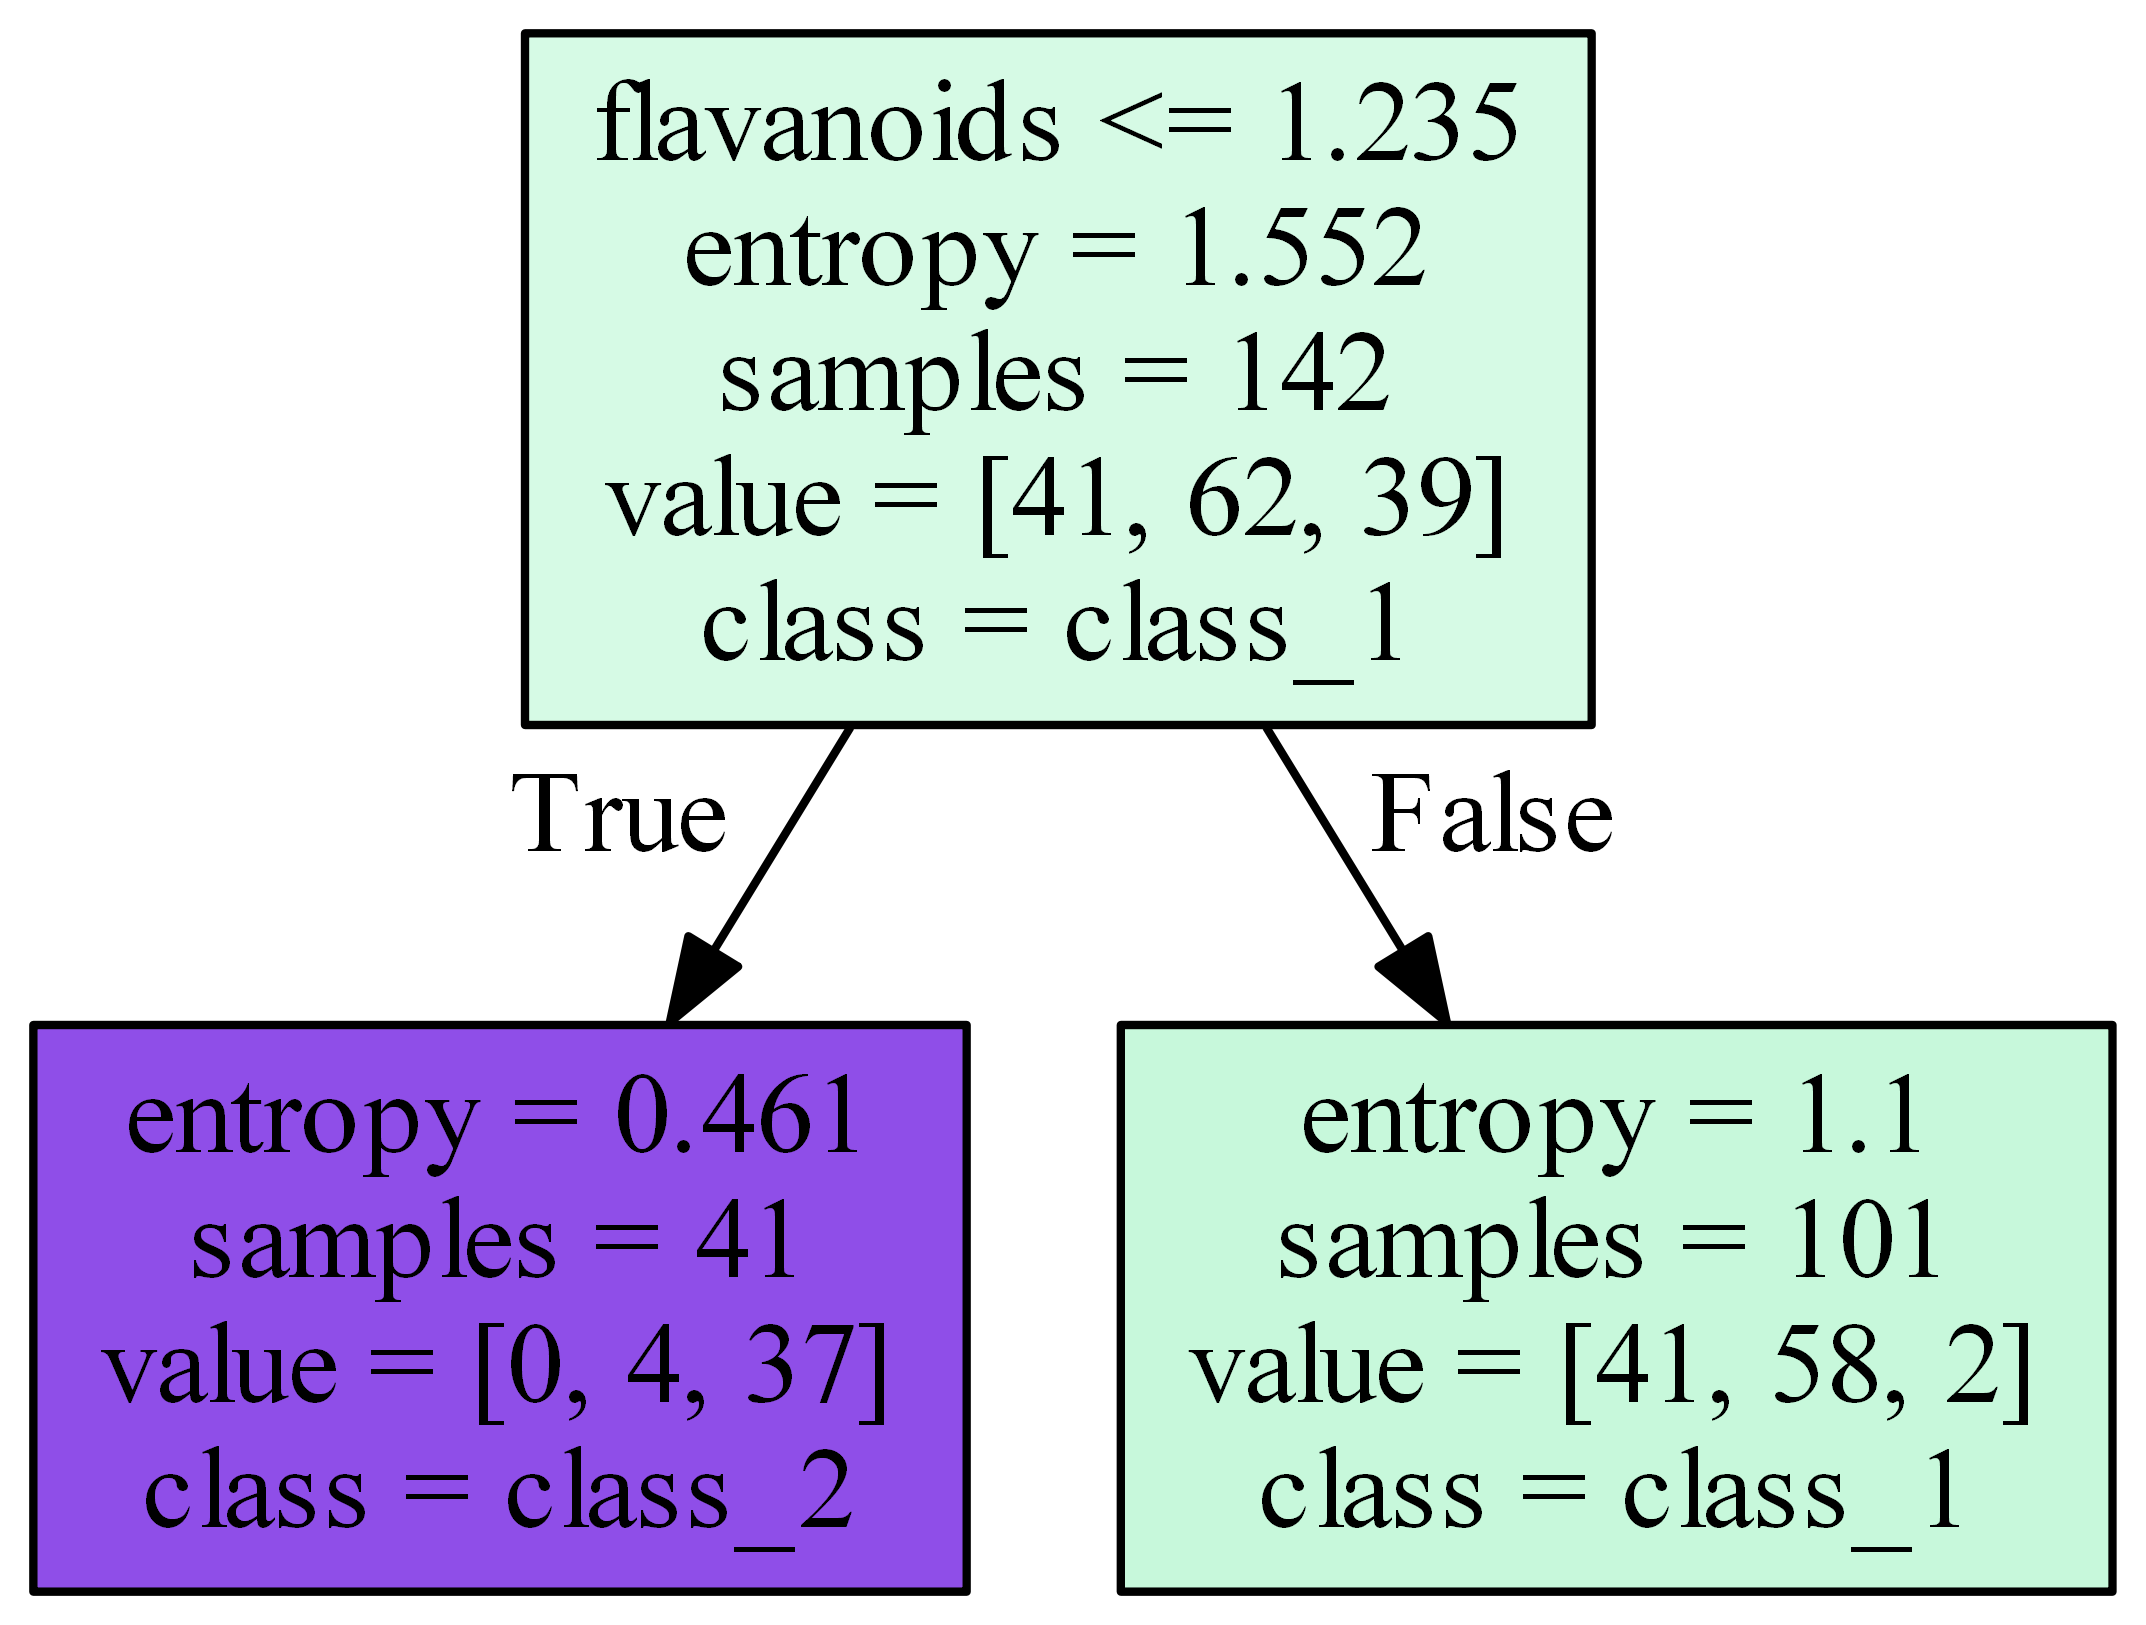 flavanoids <= 1.235
entropy = 1.552
samples = 142
value = [41, 62, 39]
class = class_1
True
False
entropy = 0.461
samples = 41
value = [0, 4, 37]
class = class_2
entropy = 1.1
samples = 101
value = [41, 58, 2]
class = class_1